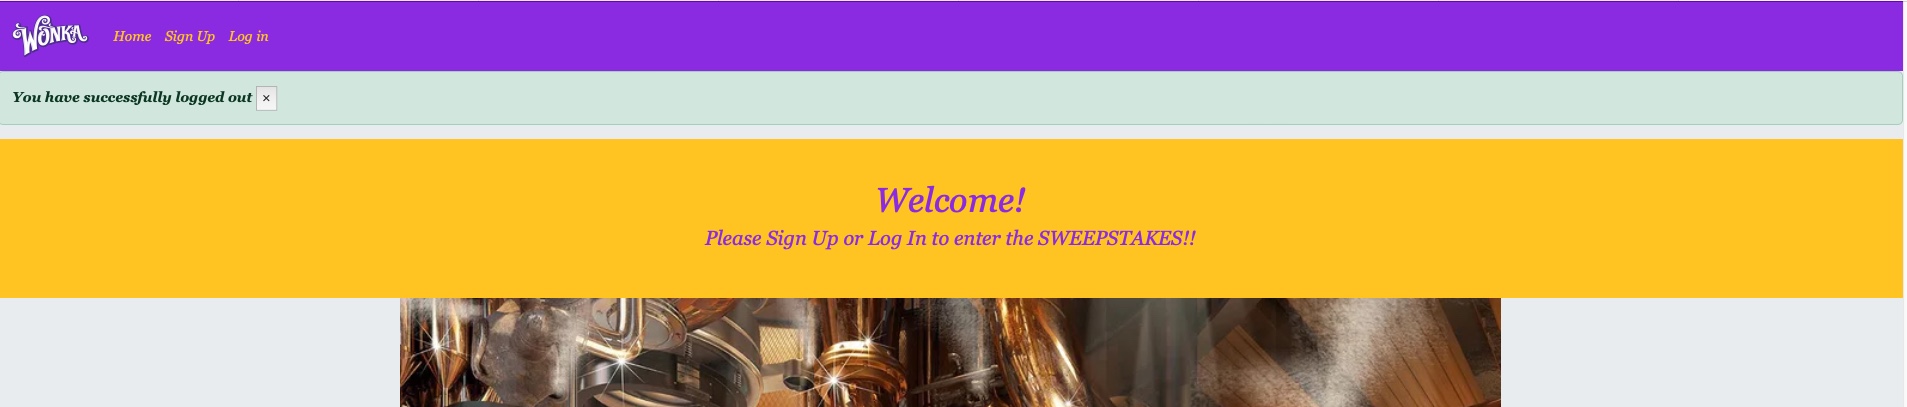 WONKA Home Sign Up Log in
You have successfully logged out ×
Welcome!
Please Sign Up or Log In to enter the SWEEPSTAKES!!